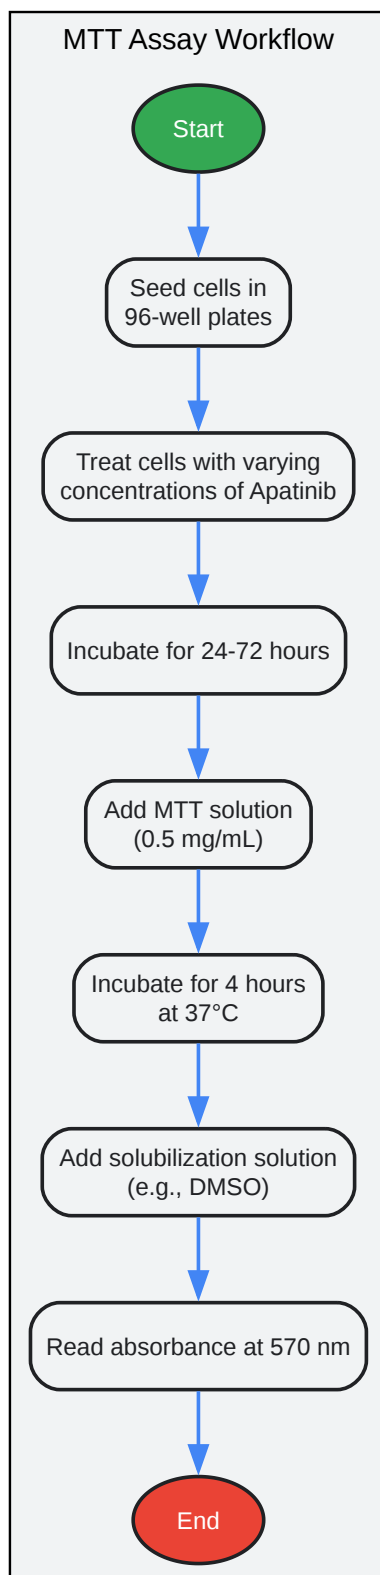 MTT Assay Workflow
Start
Seed cells in
96-well plates
Treat cells with varying
concentrations of Apatinib
Incubate for 24-72 hours
Add MTT solution
(0.5 mg/mL)
Incubate for 4 hours
at 37°C
Add solubilization solution
(e.g., DMSO)
Read absorbance at 570 nm
End